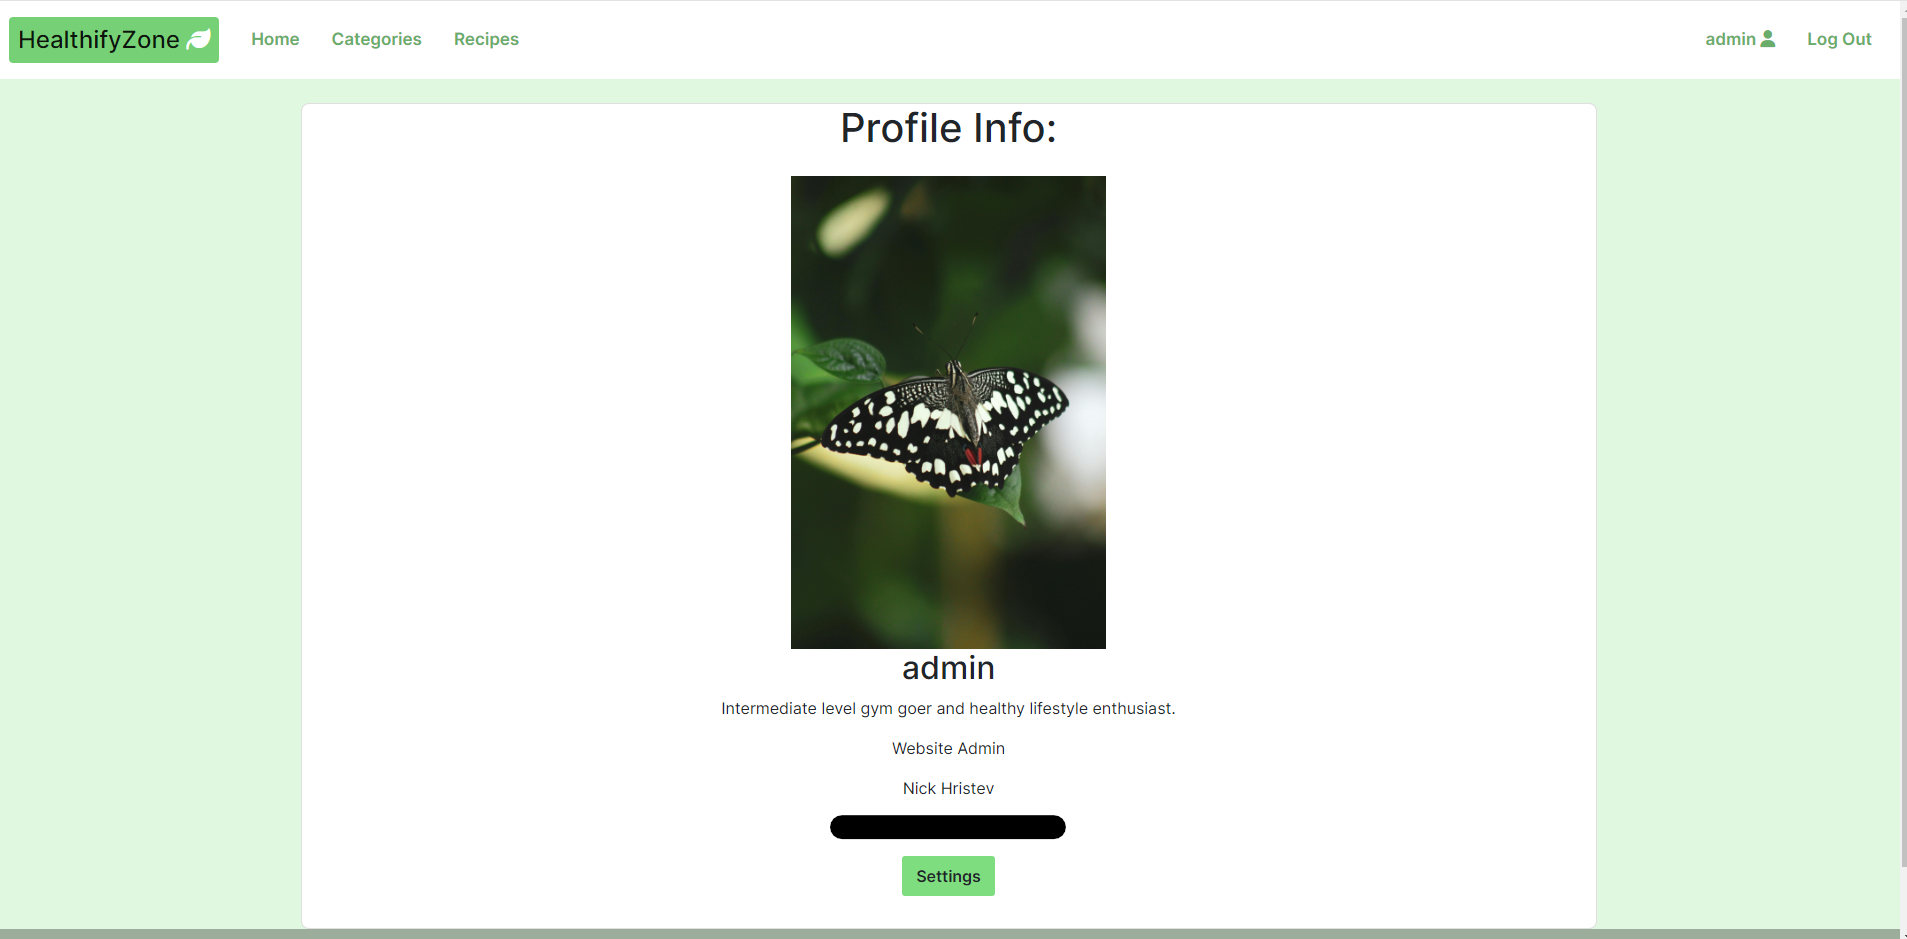 HealthifyZone Home Categories Recipes admin Log Out
Profile Info:
admin
Intermediate level gym goer and healthy lifestyle enthusiast.
Website Admin
Nick Hristev
Settings